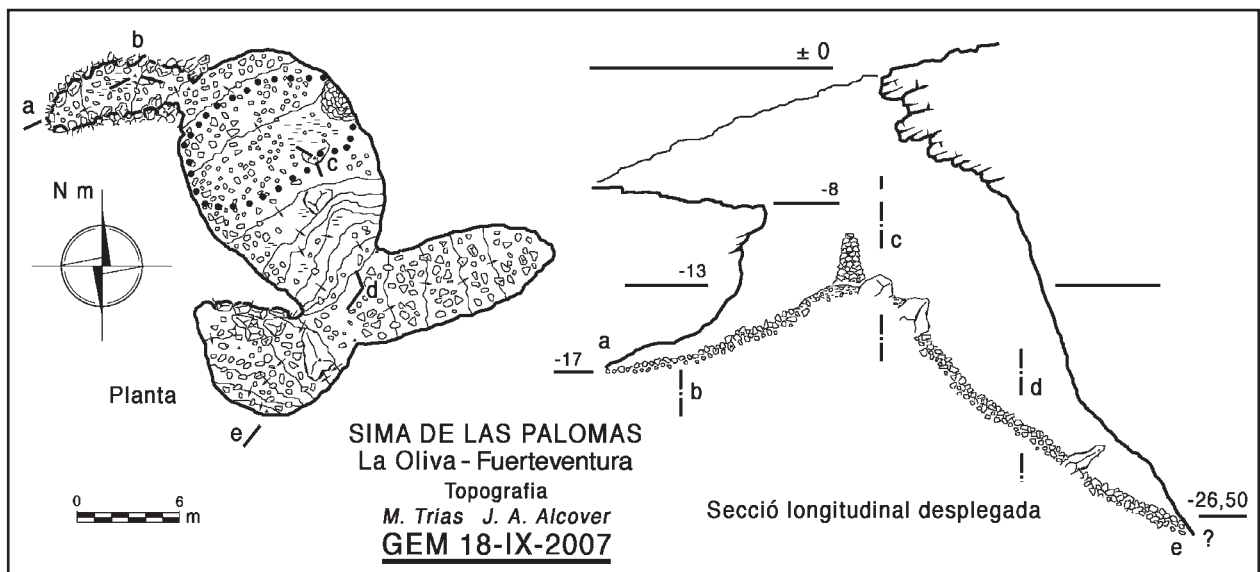 b
a
N m
c
d
Planta
e
0 6
m
SIMA DE LAS PALOMAS
La Oliva - Fuerteventura
Topografia
M. Trias J. A. Alcover
GEM 18-IX-2007
± 0
-8
c
-13
a
-17
b
d
Secció longitudinal desplegada
-26,50
?
e